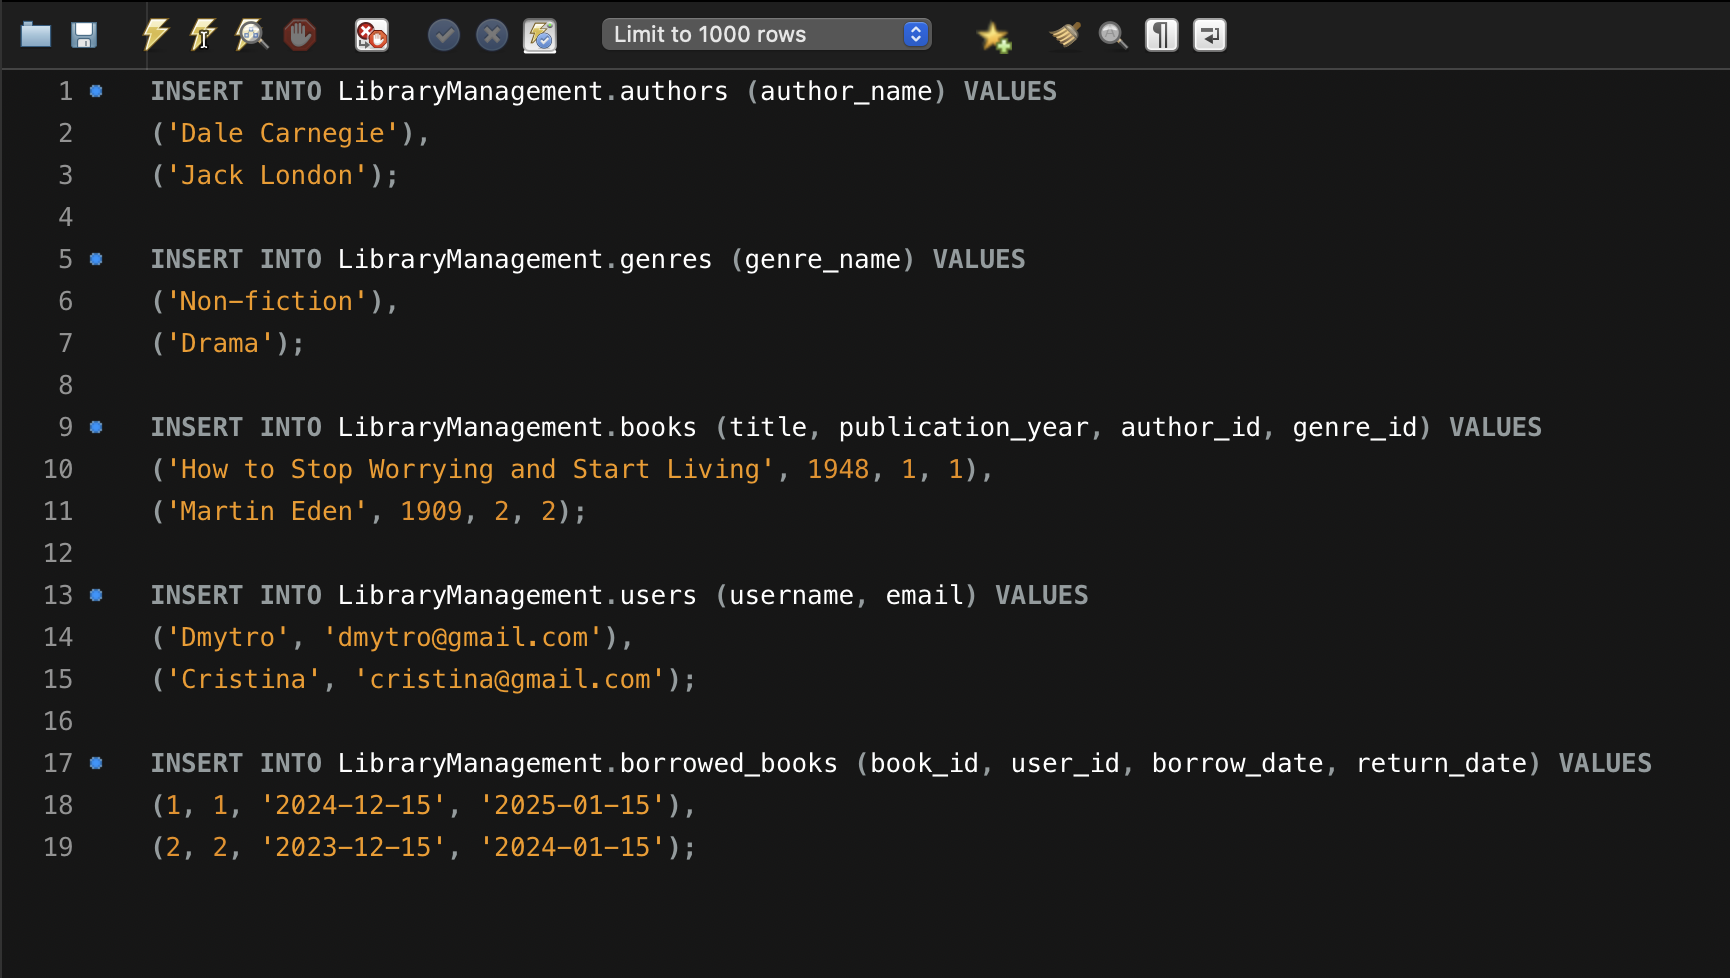 Limit to 1000 rows
1 INSERT INTO LibraryManagement.authors (author_name) VALUES
2 ('Dale Carnegie'),
3 ('Jack London');
4
5 INSERT INTO LibraryManagement.genres (genre_name) VALUES
6 ('Non-fiction'),
7 ('Drama');
8
9 INSERT INTO LibraryManagement.books (title, publication_year, author_id, genre_id) VALUES
10 ('How to Stop Worrying and Start Living', 1948, 1, 1),
11 ('Martin Eden', 1909, 2, 2);
12
13 INSERT INTO LibraryManagement.users (username, email) VALUES
14 ('Dmytro', 'dmytro@gmail.com'),
15 ('Cristina', 'cristina@gmail.com');
16
17 INSERT INTO LibraryManagement.borrowed_books (book_id, user_id, borrow_date, return_date) VALUES
18 (1, 1, '2024-12-15', '2025-01-15'),
19 (2, 2, '2023-12-15', '2024-01-15');